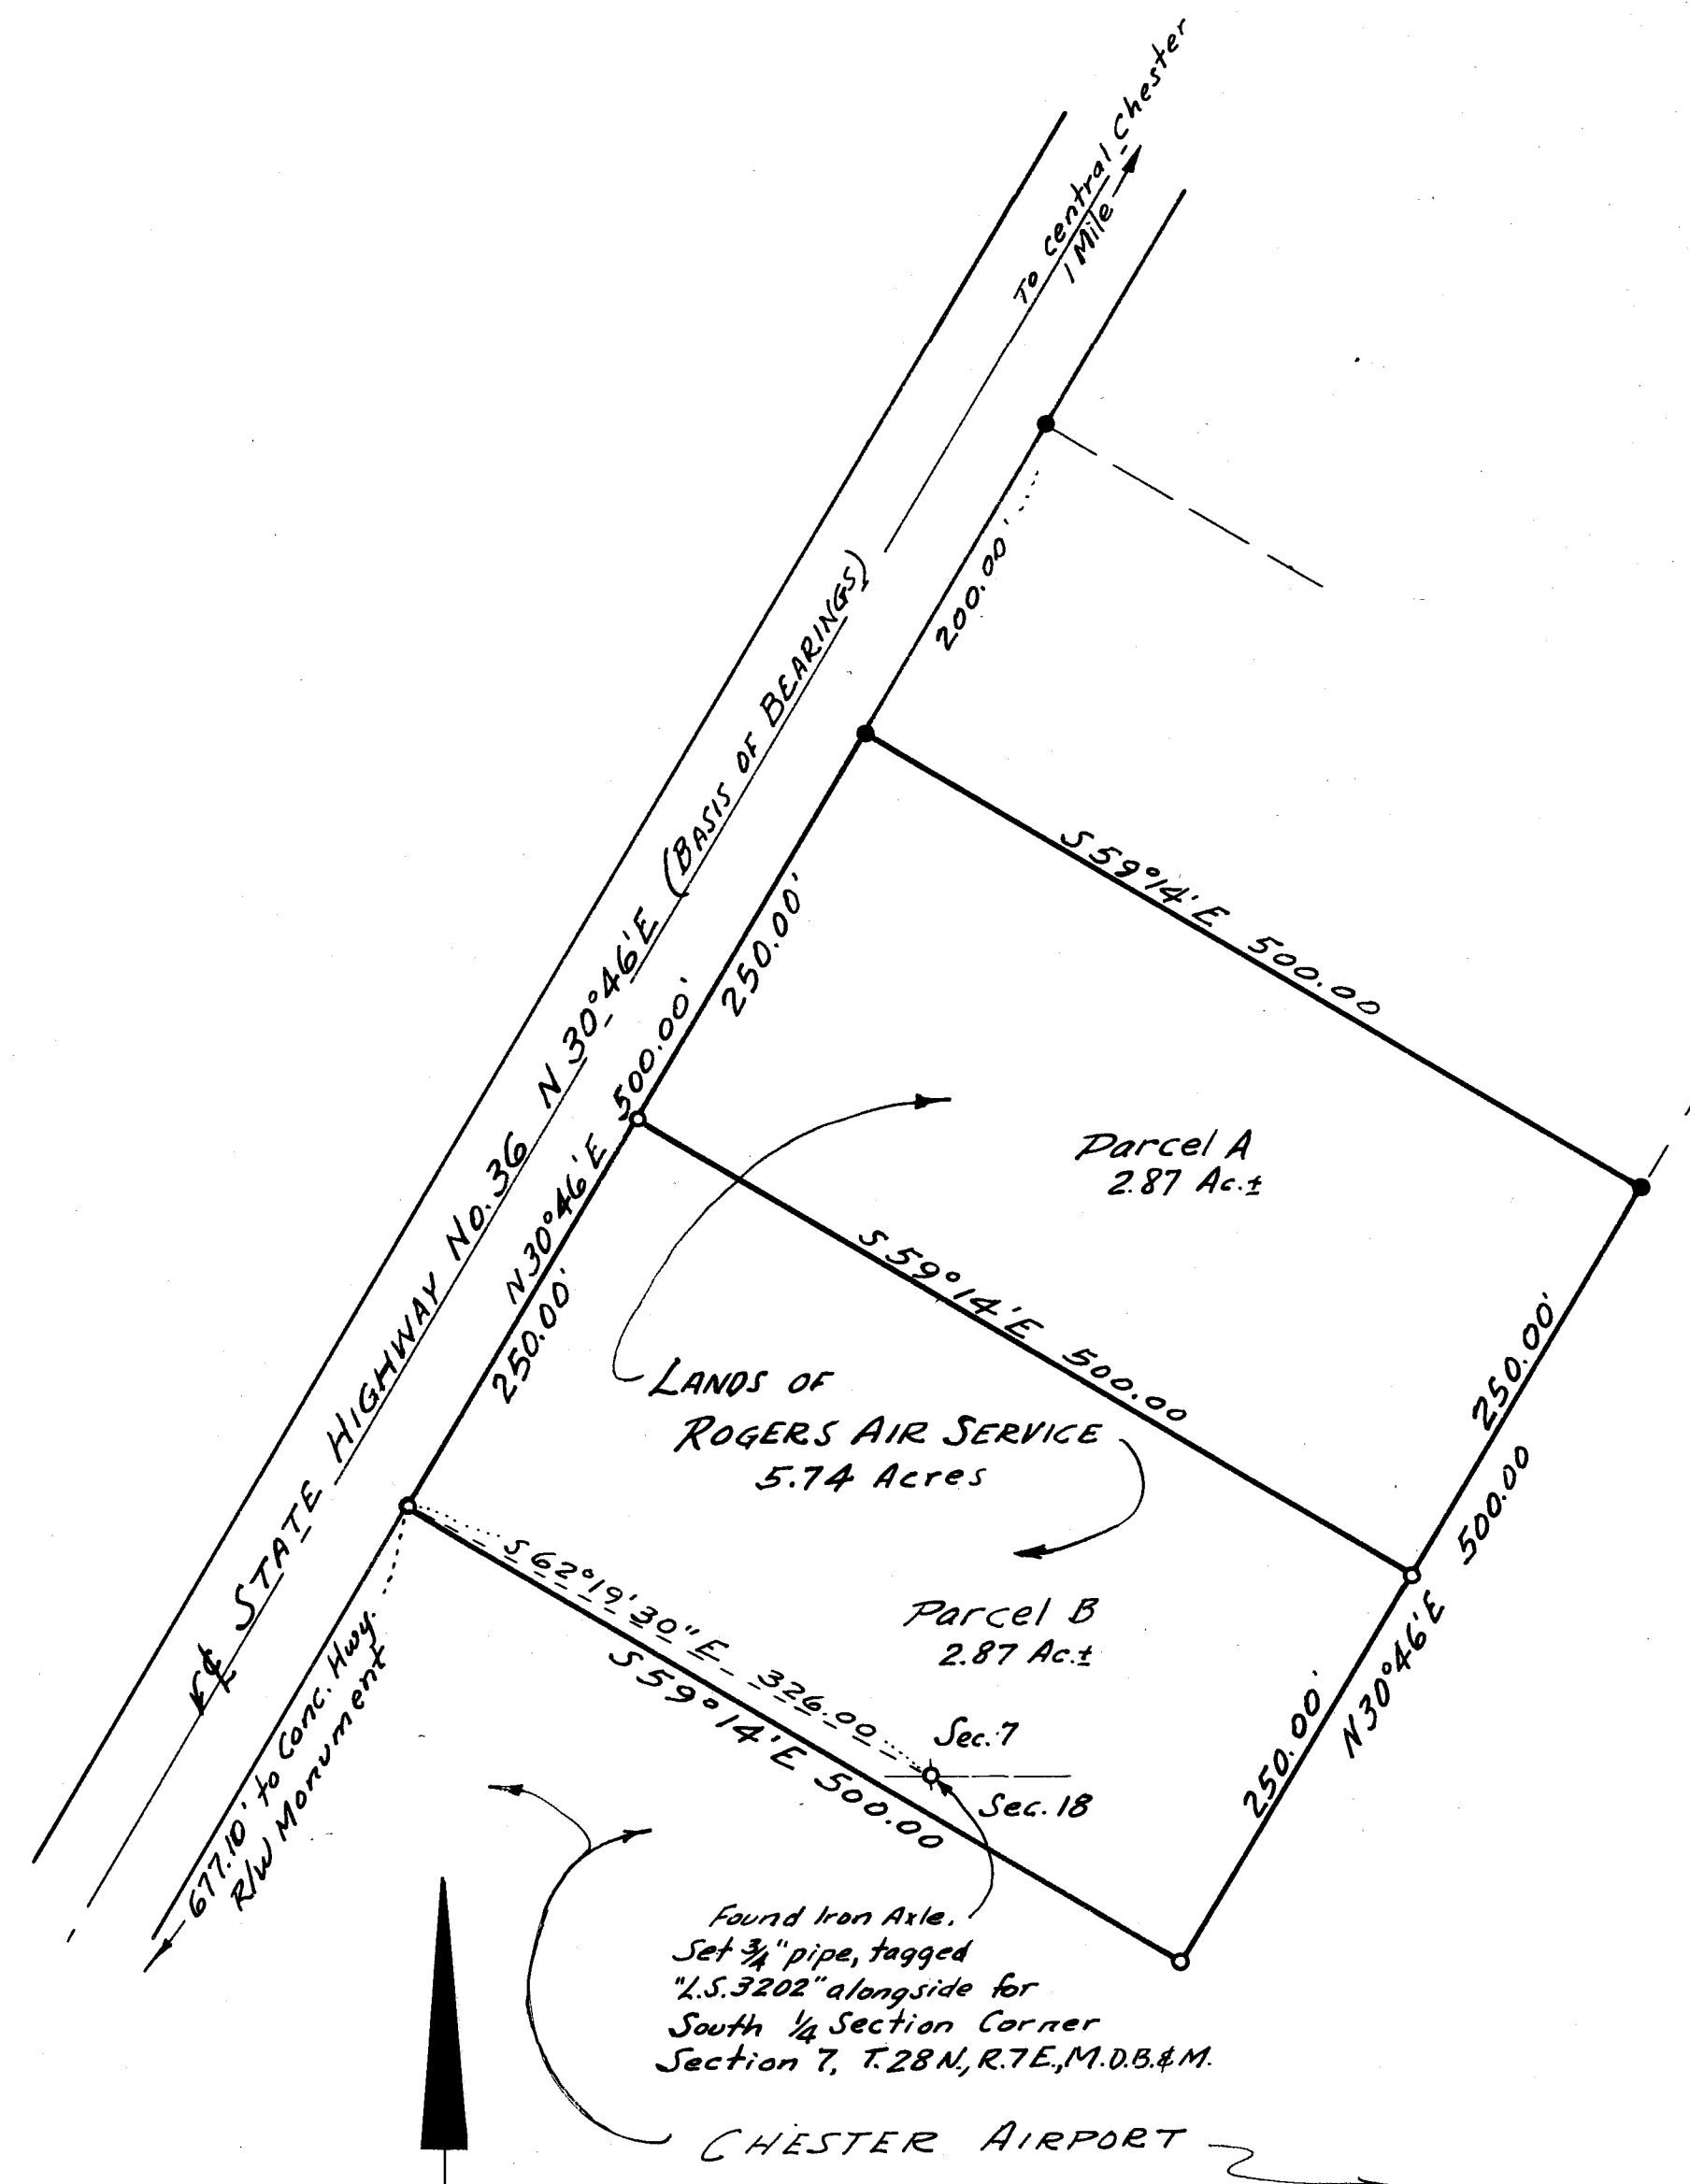 To Central Chester
1 Mile
200.00'
℄ STATE HIGHWAY No. 36 N 30°46'E (BASIS OF BEARINGS)
250.00'
500.00'
N 30°46'E
250.00'
S 59°14'E 500.00
Parcel A
2.87 Ac.±
S 59°14'E 500.00
250.00'
500.00
N 30°46'E
250.00'
LANDS OF
ROGERS AIR SERVICE
5.74 Acres
Parcel B
2.87 Ac.±
S 62°19'30"E 326.00
S 59°14'E 500.00
Sec. 7
Sec. 18
677.10' to Conc. Hwy.
R/W Monument
Found Iron Axle.
Set 3/4" pipe, tagged
"L.S. 3202" alongside for
South 1/4 Section Corner
Section 7, T.28N., R.7E., M.D.B.&M.
CHESTER AIRPORT